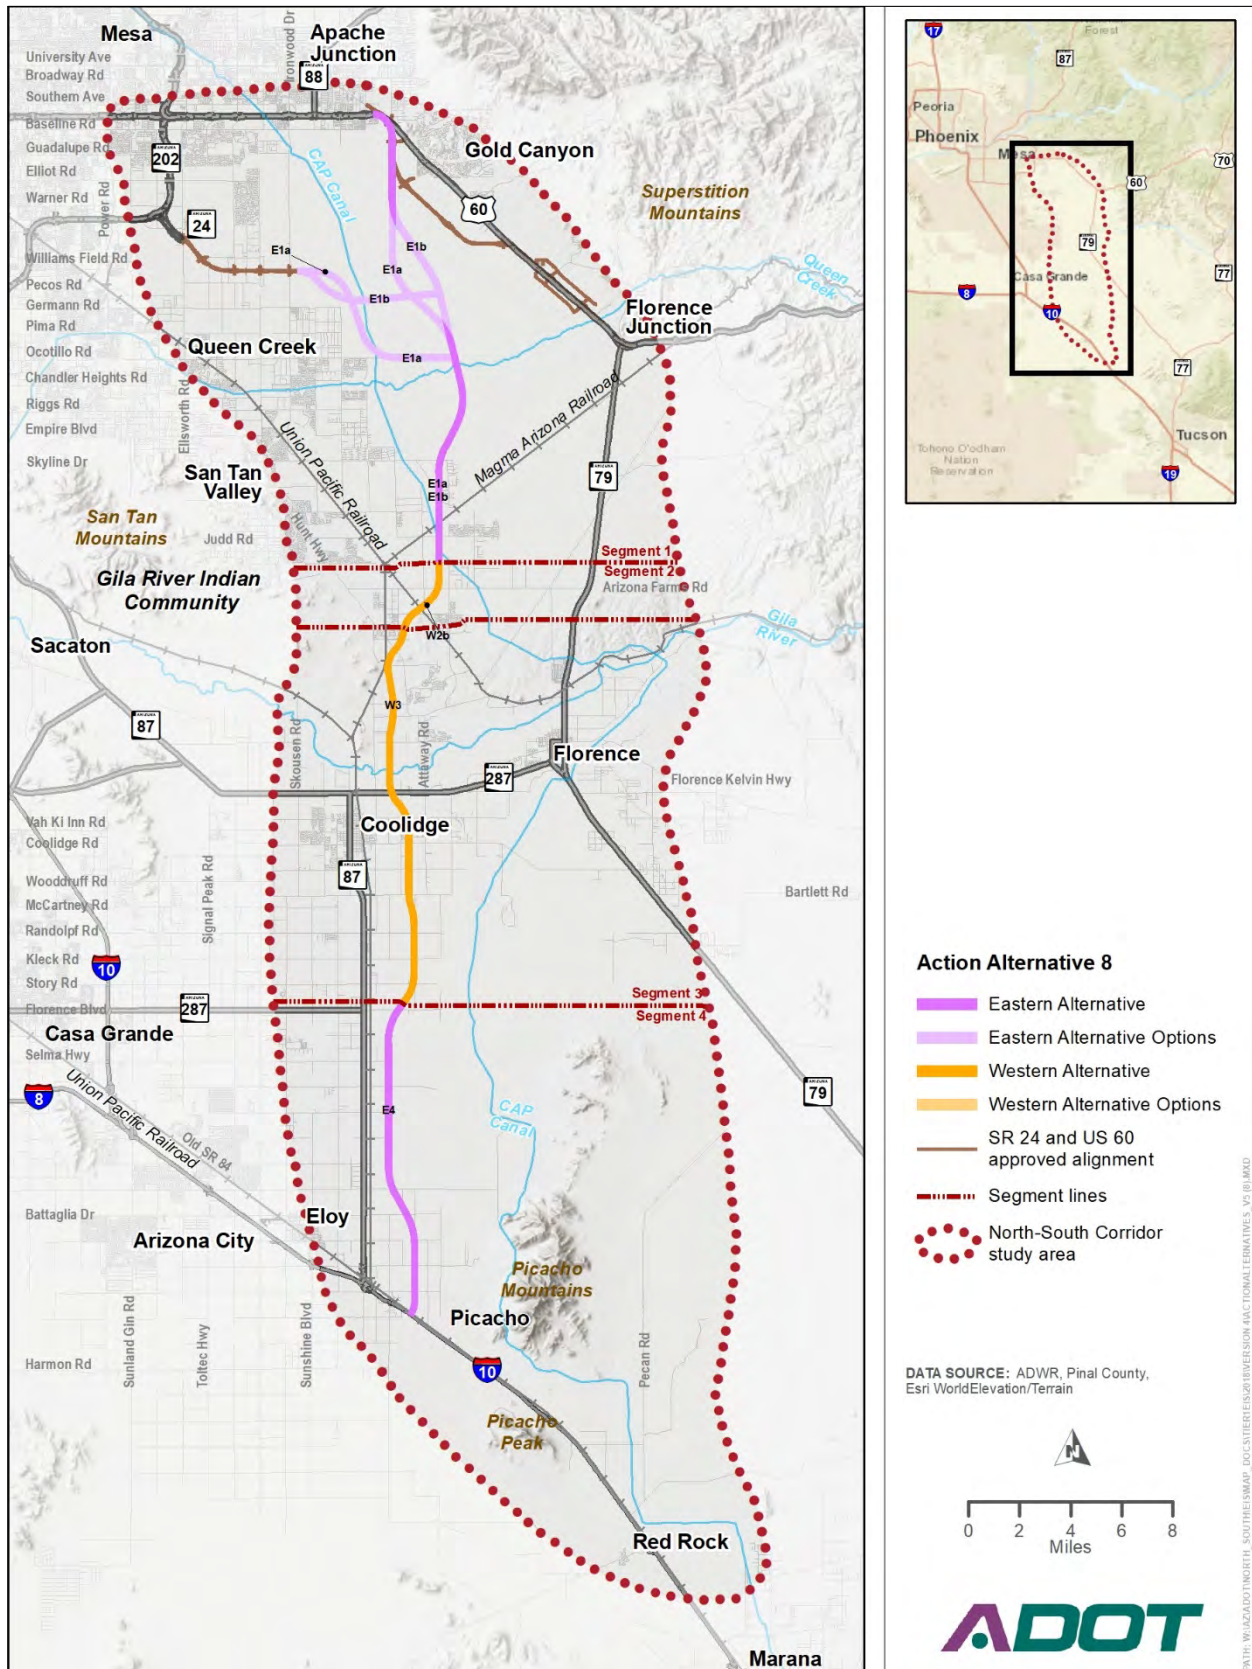 Mesa
Apache
Junction
Ironwood Dr
88
University Ave
Broadway Rd
Southern Ave
Baseline Rd
Guadalupe Rd
Elliot Rd
Warner Rd
Power Rd
202
24
Williams Field Rd
Pecos Rd
Germann Rd
Pima Rd
Ocotillo Rd
Chandler Heights Rd
Riggs Rd
Empire Blvd
Skyline Dr
Ellsworth Rd
CAP Canal
Gold Canyon
Superstition
Mountains
60
E1a
E1b
E1a
E1b
E1a
Queen
Creek
Florence
Junction
Queen Creek
Union Pacific Railroad
Magma Arizona Railroad
79
San Tan
Valley
San Tan
Mountains
Judd Rd
Hunt Hwy
E1a
E1b
Segment 1
Segment 2
Arizona Farms Rd
Gila River Indian
Community
W2b
Gila
River
Sacaton
87
Skousen Rd
W3
Attaway Rd
Florence
287
Florence Kelvin Hwy
Vah Ki Inn Rd
Coolidge Rd
Coolidge
87
Wooddruff Rd
McCartney Rd
Randolpf Rd
Kleck Rd
Story Rd
Florence Blvd
Signal Peak Rd
Bartlett Rd
10
287
Segment 3
Segment 4
Casa Grande
Selma Hwy
8
Union Pacific Railroad
Old SR 84
E4
CAP
Canal
79
Battaglia Dr
Arizona City
Eloy
Picacho
Mountains
Picacho
10
Harmon Rd
Sunland Gin Rd
Toltec Hwy
Sunshine Blvd
Pecan Rd
Picacho
Peak
Red Rock
Marana
17
Forest
87
Peoria
Phoenix
Mesa
70
60
79
77
Casa Grande
8
10
77
Tucson
Tohono O'odham
Nation
Reservation
19
Action Alternative 8
Eastern Alternative
Eastern Alternative Options
Western Alternative
Western Alternative Options
SR 24 and US 60
approved alignment
Segment lines
North-South Corridor
study area
DATA SOURCE: ADWR, Pinal County,
Esri WorldElevation/Terrain
N
0 2 4 6 8
Miles
ADOT